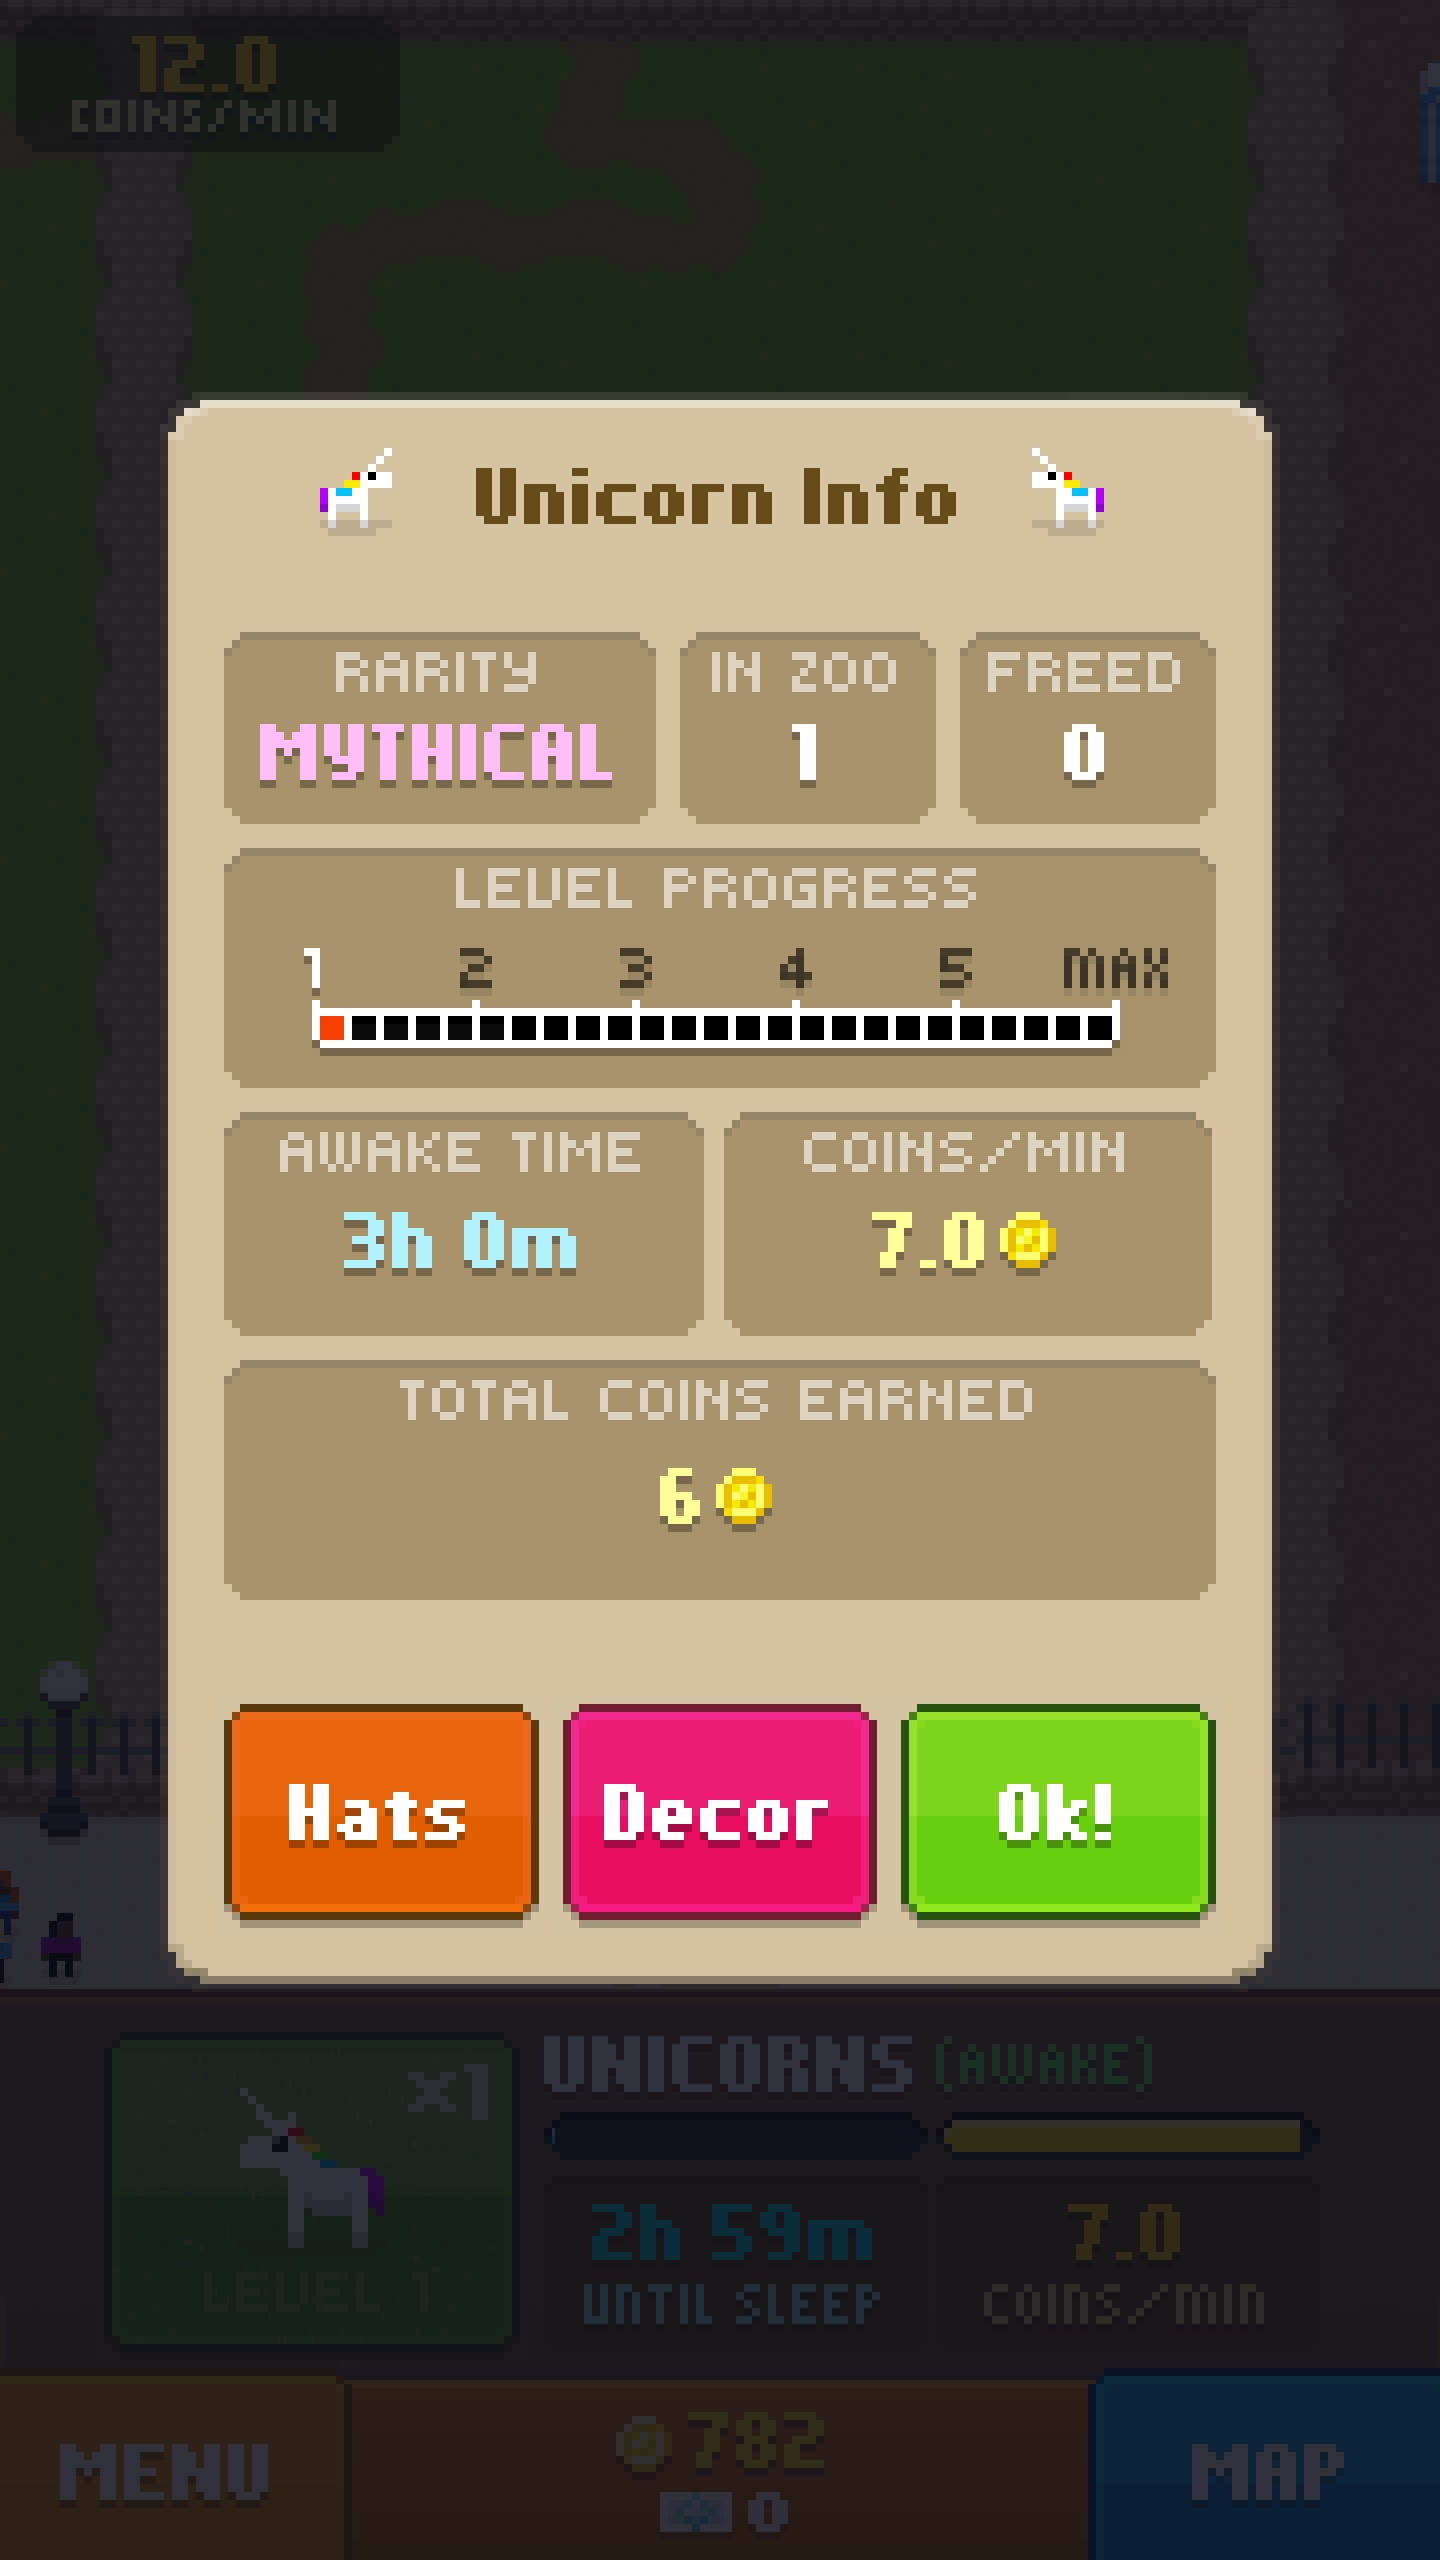 12.0
COINS/MIN
Unicorn Info
RARITY
MYTHICAL
IN ZOO
1
FREED
0
LEVEL PROGRESS
1 2 3 4 5 MAX
AWAKE TIME
3h 0m
COINS/MIN
7.0
TOTAL COINS EARNED
6
Hats
Decor
Ok!
x1
LEVEL 1
UNICORNS (AWAKE)
2h 59m
UNTIL SLEEP
7.0
COINS/MIN
MENU
782
0
MAP